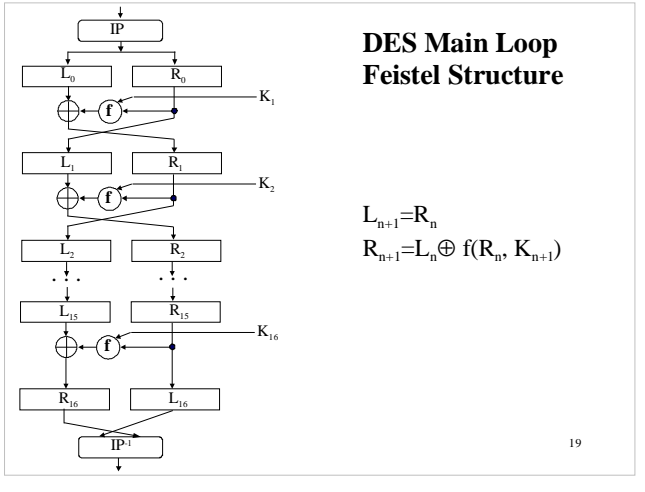 IP
DES Main Loop
Feistel Structure
L₀ R₀
f K₁
L₁ R₁
f K₂
Lₙ₊₁=Rₙ
Rₙ₊₁=Lₙ⊕ f(Rₙ, Kₙ₊₁)
L₂ R₂
. . . . . .
L₁₅ R₁₅
f K₁₆
R₁₆ L₁₆
IP⁻¹
19